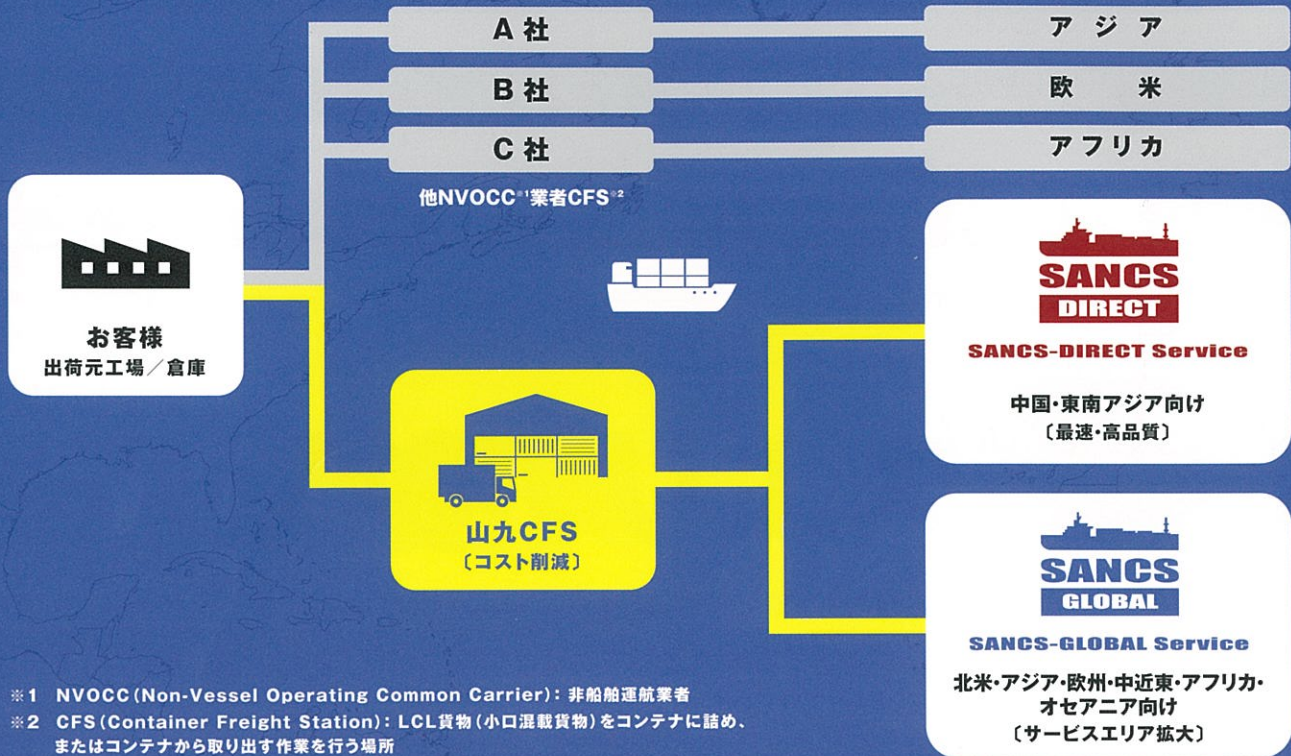 A社
アジア
B社
欧米
C社
アフリカ
他NVOCC※1業者CFS※2
お客様
出荷元工場／倉庫
山九CFS
〔コスト削減〕
SANCS
DIRECT
SANCS-DIRECT Service
中国・東南アジア向け
〔最速・高品質〕
SANCS
GLOBAL
SANCS-GLOBAL Service
北米・アジア・欧州・中近東・アフリカ・
オセアニア向け
〔サービスエリア拡大〕
※1 NVOCC(Non-Vessel Operating Common Carrier)：非船舶運航業者
※2 CFS(Container Freight Station)：LCL貨物(小口混載貨物)をコンテナに詰め、
またはコンテナから取り出す作業を行う場所